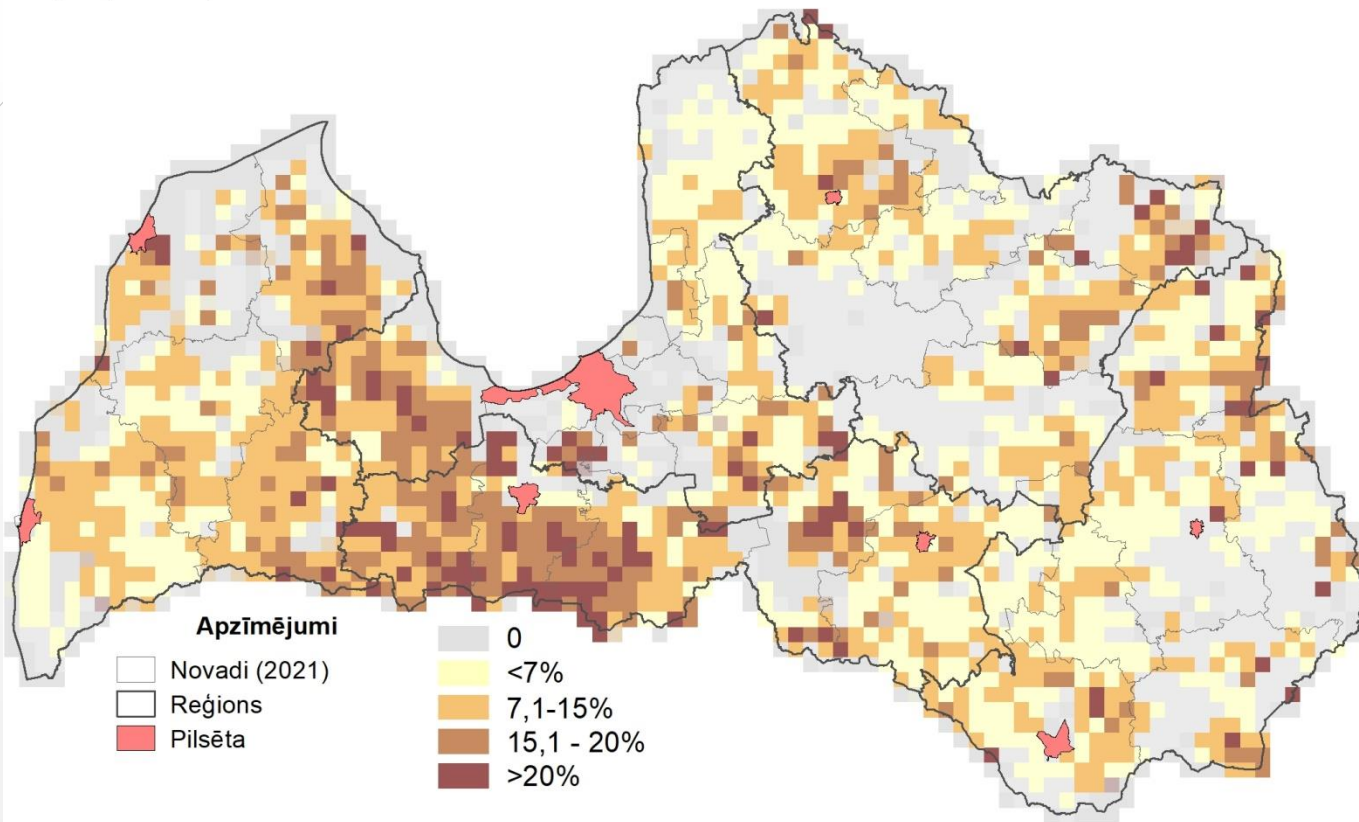 Apzīmējumi
Novadi (2021)
Reģions
Pilsēta
0
<7%
7,1-15%
15,1 - 20%
>20%